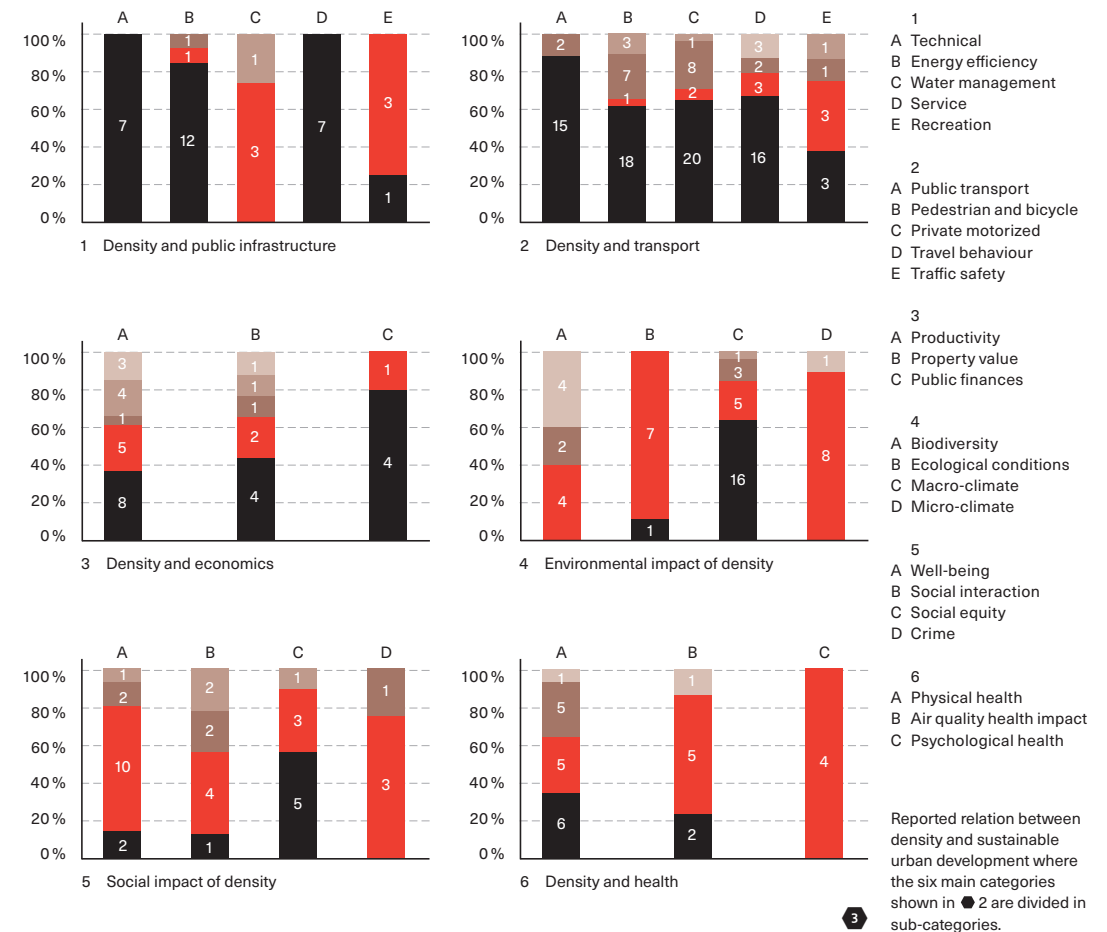 A B C D E
100 %
80 %
60 %
40 %
20 %
0 %
7
1
1
12
1
3
7
3
1
1 Density and public infrastructure
A B C D E
100 %
80 %
60 %
40 %
20 %
0 %
2
15
3
7
1
18
1
8
2
20
3
2
3
16
1
1
3
3
2 Density and transport
A B C
100 %
80 %
60 %
40 %
20 %
0 %
3
4
1
5
8
1
1
1
2
4
1
4
3 Density and economics
A B C D
100 %
80 %
60 %
40 %
20 %
0 %
4
2
4
7
1
1
3
5
16
1
8
4 Environmental impact of density
A B C D
100 %
80 %
60 %
40 %
20 %
0 %
1
2
10
2
2
2
4
1
1
3
5
1
3
5 Social impact of density
A B C
100 %
80 %
60 %
40 %
20 %
0 %
1
5
5
6
1
5
2
4
6 Density and health
1
A Technical
B Energy efficiency
C Water management
D Service
E Recreation
2
A Public transport
B Pedestrian and bicycle
C Private motorized
D Travel behaviour
E Traffic safety
3
A Productivity
B Property value
C Public finances
4
A Biodiversity
B Ecological conditions
C Macro-climate
D Micro-climate
5
A Well-being
B Social interaction
C Social equity
D Crime
6
A Physical health
B Air quality health impact
C Psychological health
3
Reported relation between
density and sustainable
urban development where
the six main categories
shown in ⬢ 2 are divided in
sub-categories.